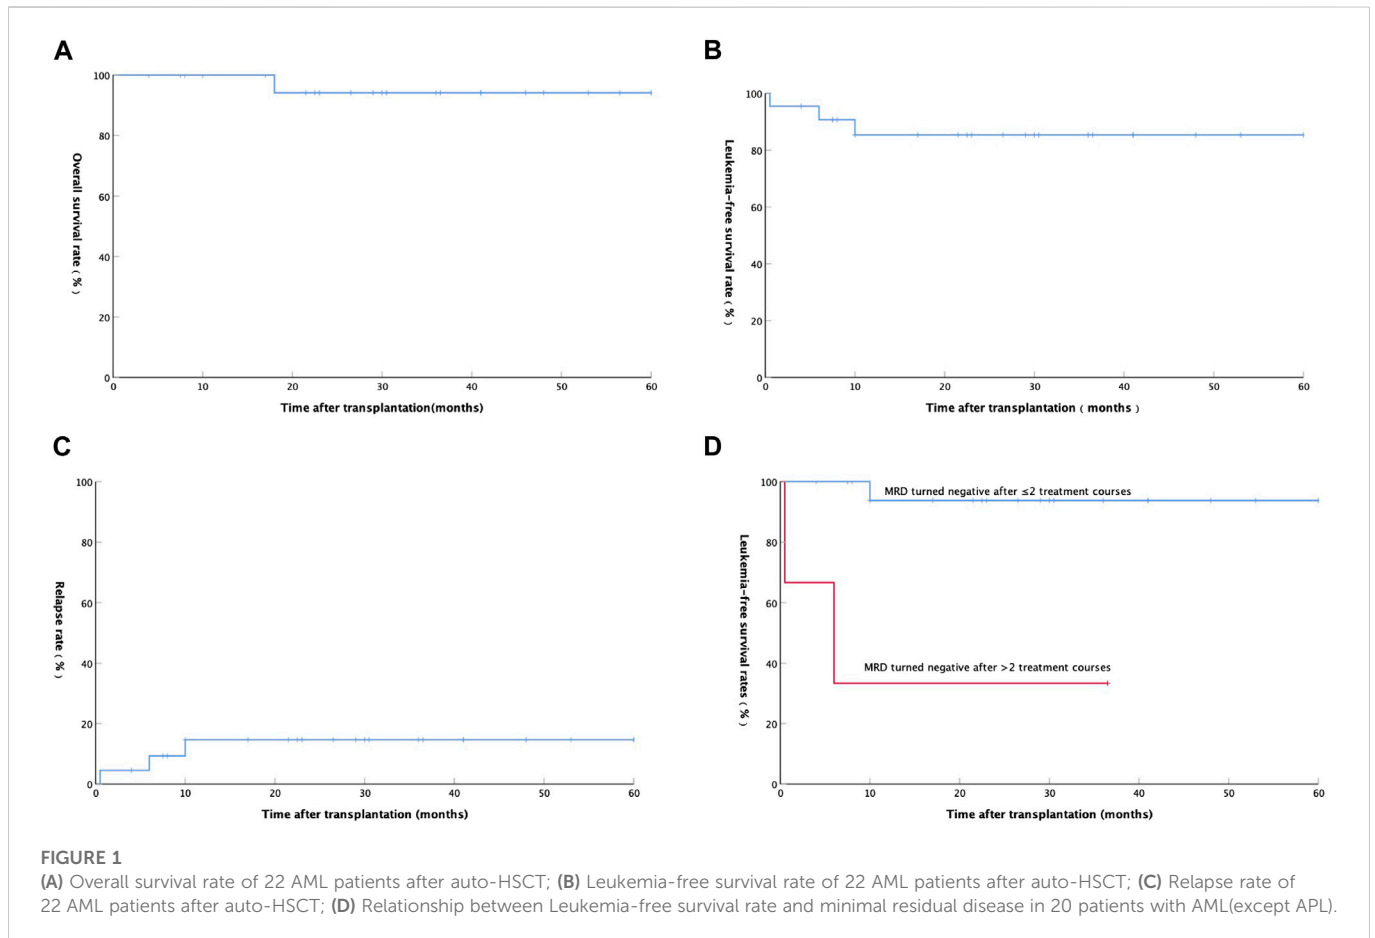 A
100
80
60
40
20
0
Overall survival rate ( % )
0 10 20 30 40 50 60
Time after transplantation(months)
B
100
80
60
40
20
0
Leukemia-free survival rate ( % )
0 10 20 30 40 50 60
Time after transplantation ( months )
C
100
80
60
40
20
0
Relapse rate ( % )
0 10 20 30 40 50 60
Time after transplantation (months)
D
100
80
60
40
20
0
Leukemia-free survival rates ( % )
MRD turned negative after ≤2 treatment courses
MRD turned negative after >2 treatment courses
0 10 20 30 40 50 60
Time after transplantation (months)
FIGURE 1
(A) Overall survival rate of 22 AML patients after auto-HSCT; (B) Leukemia-free survival rate of 22 AML patients after auto-HSCT; (C) Relapse rate of
22 AML patients after auto-HSCT; (D) Relationship between Leukemia-free survival rate and minimal residual disease in 20 patients with AML(except APL).